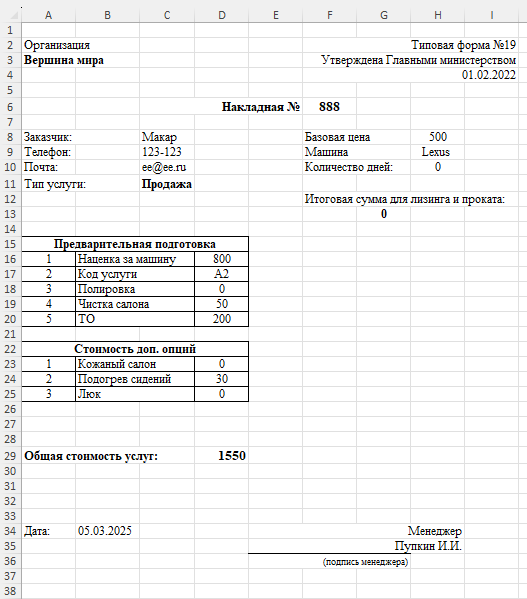 A B C D E F G H I
1
2 Организация Типовая форма №19
3 Вершина мира Утверждена Главными министерством
4 01.02.2022
5
6 Накладная № 888
7
8 Заказчик: Макар Базовая цена 500
9 Телефон: 123-123 Машина Lexus
10 Почта: ee@ee.ru Количество дней: 0
11 Тип услуги: Продажа
12 Итоговая сумма для лизинга и проката:
13 0
14
15 Предварительная подготовка
16 1 Наценка за машину 800
17 2 Код услуги A2
18 3 Полировка 0
19 4 Чистка салона 50
20 5 ТО 200
21
22 Стоимость доп. опций
23 1 Кожаный салон 0
24 2 Подогрев сидений 30
25 3 Люк 0
26
27
28
29 Общая стоимость услуг: 1550
30
31
32
33
34 Дата: 05.03.2025 Менеджер
35 Пупкин И.И.
36 (подпись менеджера)
37
38